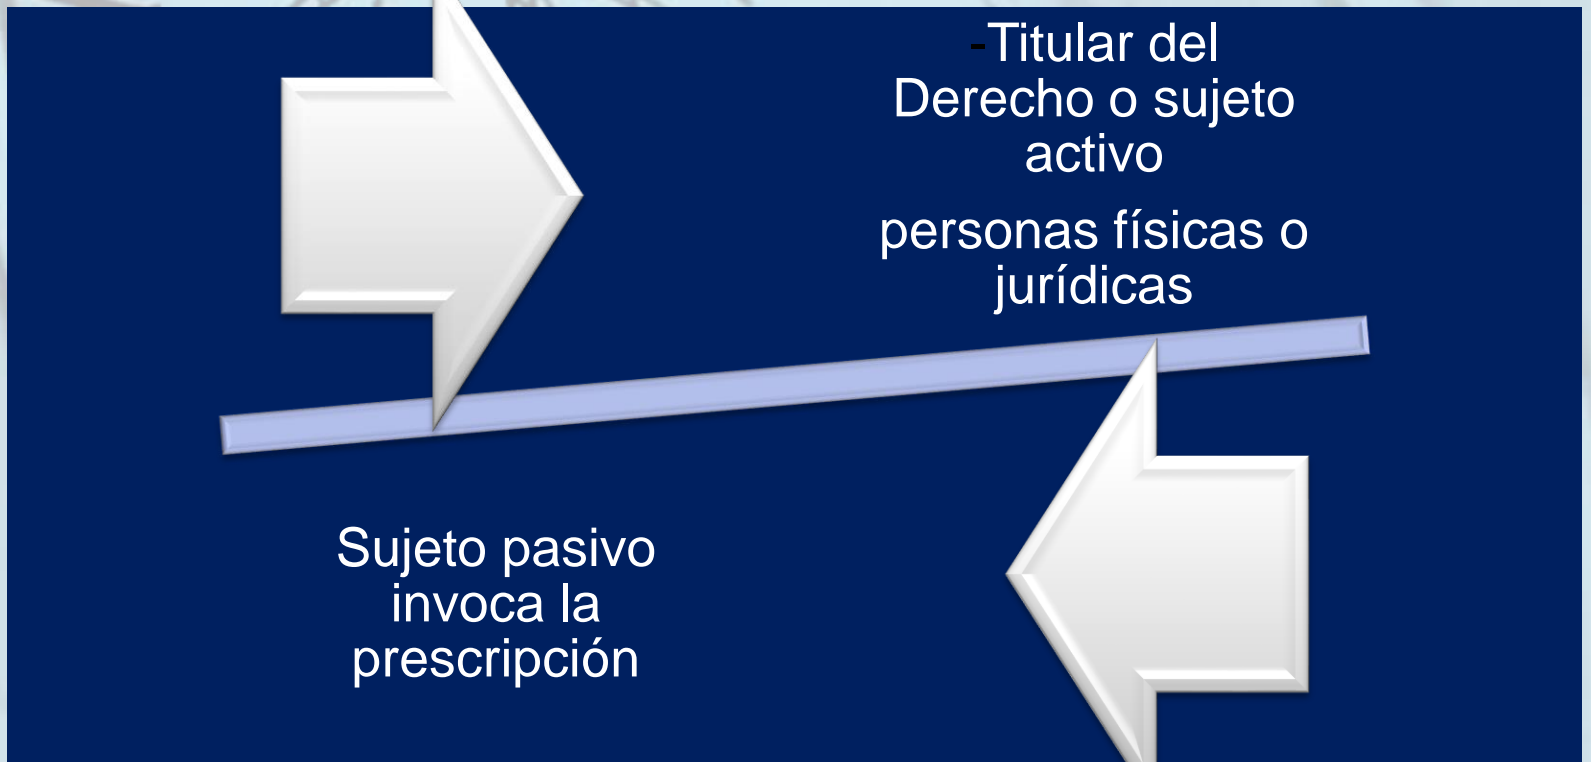 -Titular del
Derecho o sujeto
activo
personas físicas o
jurídicas
Sujeto pasivo
invoca la
prescripción